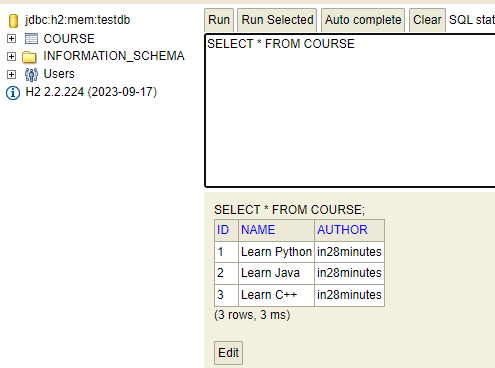 jdbc:h2:mem:testdb
COURSE
INFORMATION_SCHEMA
Users
H2 2.2.224 (2023-09-17)
Run Run Selected Auto complete Clear SQL stat
SELECT * FROM COURSE
SELECT * FROM COURSE;
ID NAME AUTHOR
1 Learn Python in28minutes
2 Learn Java in28minutes
3 Learn C++ in28minutes
(3 rows, 3 ms)
Edit